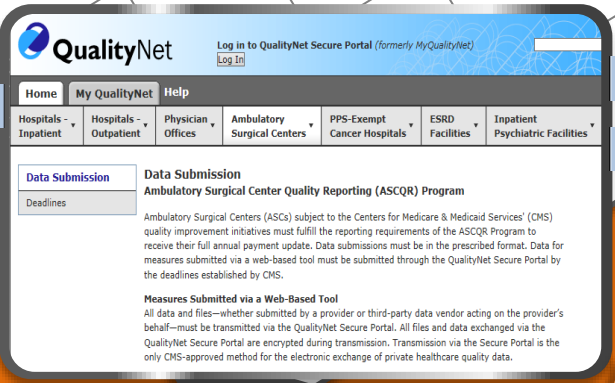 QualityNet
Log in to QualityNet Secure Portal (formerly MyQualityNet)
Log In
Home My QualityNet Help
Hospitals - Inpatient
Hospitals - Outpatient
Physician Offices
Ambulatory Surgical Centers
PPS-Exempt Cancer Hospitals
ESRD Facilities
Inpatient Psychiatric Facilities
Data Submission
Deadlines
Data Submission
Ambulatory Surgical Center Quality Reporting (ASCQR) Program
Ambulatory Surgical Centers (ASCs) subject to the Centers for Medicare & Medicaid Services' (CMS)
quality improvement initiatives must fulfill the reporting requirements of the ASCQR Program to
receive their full annual payment update. Data submissions must be in the prescribed format. Data for
measures submitted via a web-based tool must be submitted through the QualityNet Secure Portal by
the deadlines established by CMS.
Measures Submitted via a Web-Based Tool
All data and files—whether submitted by a provider or third-party data vendor acting on the provider's
behalf—must be transmitted via the QualityNet Secure Portal. All files and data exchanged via the
QualityNet Secure Portal are encrypted during transmission. Transmission via the Secure Portal is the
only CMS-approved method for the electronic exchange of private healthcare quality data.